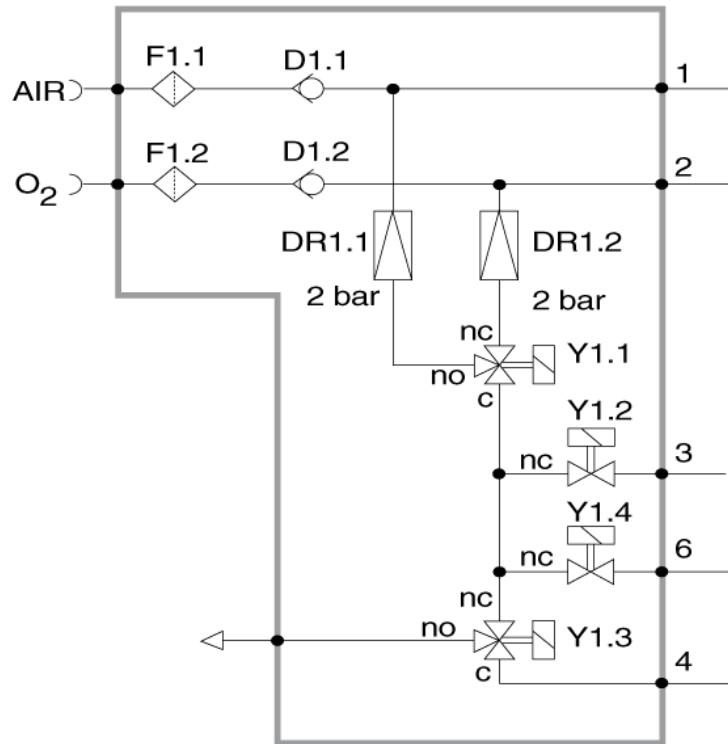 F1.1 D1.1 1
AIR
F1.2 D1.2 2
O2
DR1.1 DR1.2
2 bar 2 bar
nc Y1.1
no
c Y1.2
nc 3
Y1.4
nc 6
nc
no Y1.3
c 4